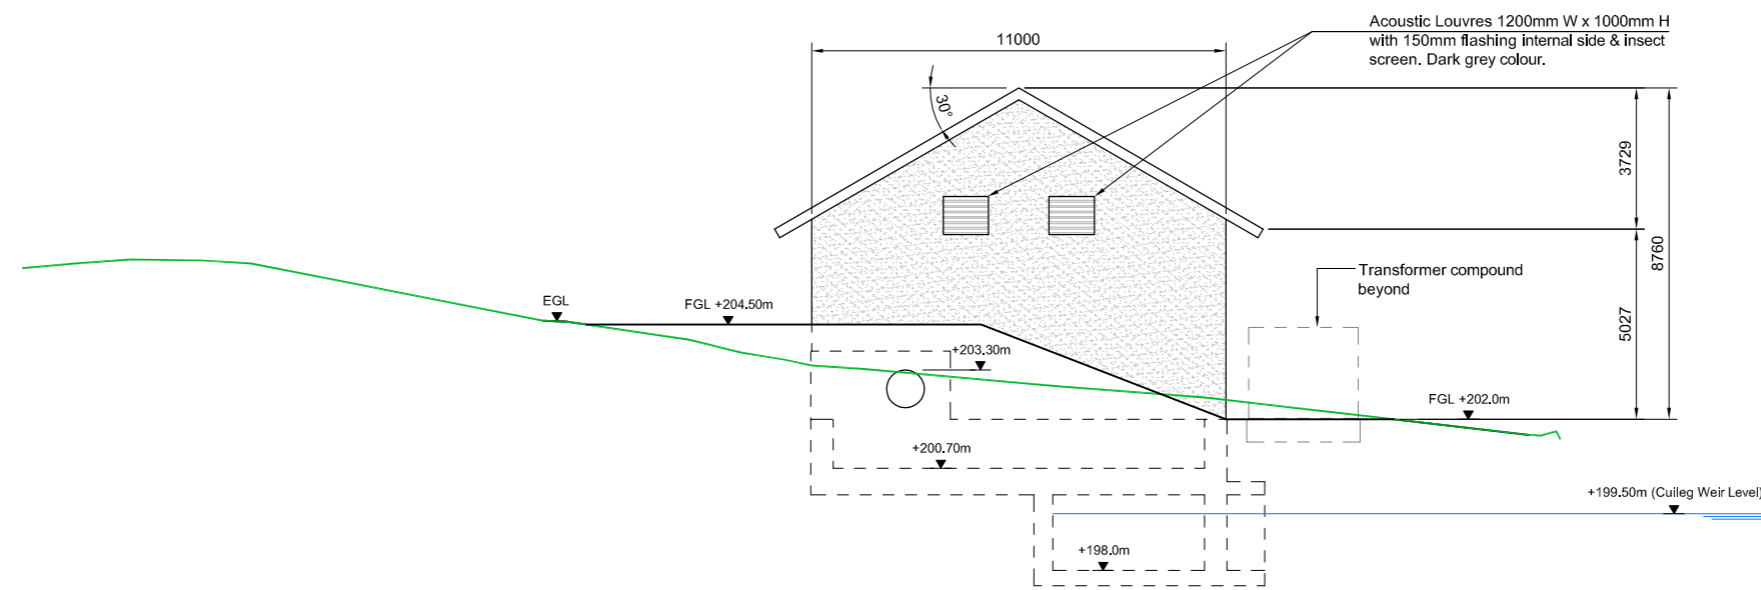 Acoustic Louvres 1200mm W x 1000mm H
with 150mm flashing internal side & insect
screen. Dark grey colour.
11000
30°
3729
8760
5027
Transformer compound
beyond
EGL
FGL +204.50m
+203.30m
FGL +202.0m
+200.70m
+199.50m (Cuileg Weir Level)
+198.0m